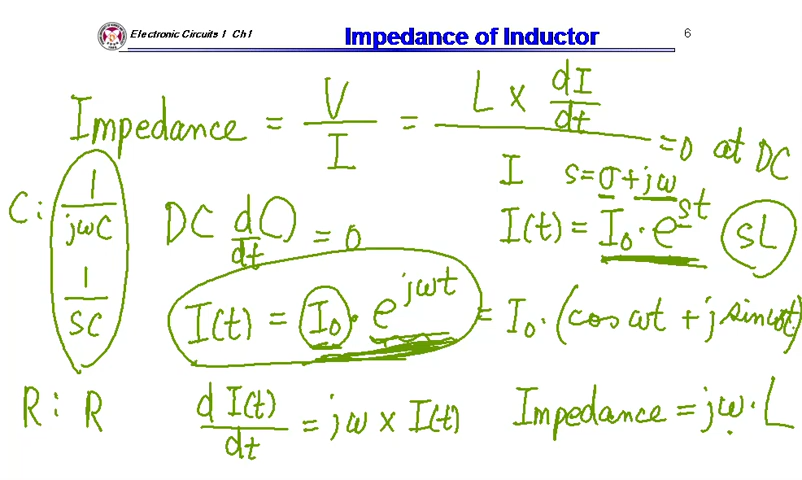 Electronic Circuits 1 Ch1
Impedance of Inductor
6
Impedance = V/I = L × dI/dt / I = 0 at DC
s = σ + jω
C: 1/jωC
1/SC
DC d( )/dt = 0
I(t) = I₀ · e^st
sL
I(t) = I₀ · e^jωt = I₀ · (cos ωt + j sin ωt)
R: R
d I(t)/dt = jω × I(t)
Impedance = jω · L